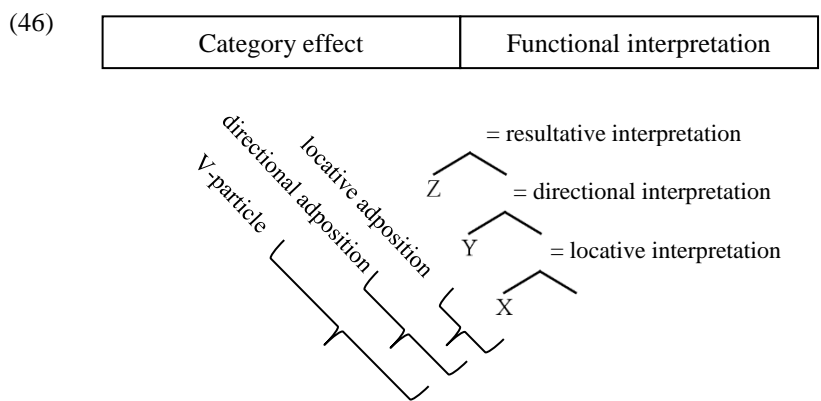 (46)
Category effect Functional interpretation
= resultative interpretation
Z
= directional interpretation
Y
= locative interpretation
X
locative adposition
directional adposition
V-particle